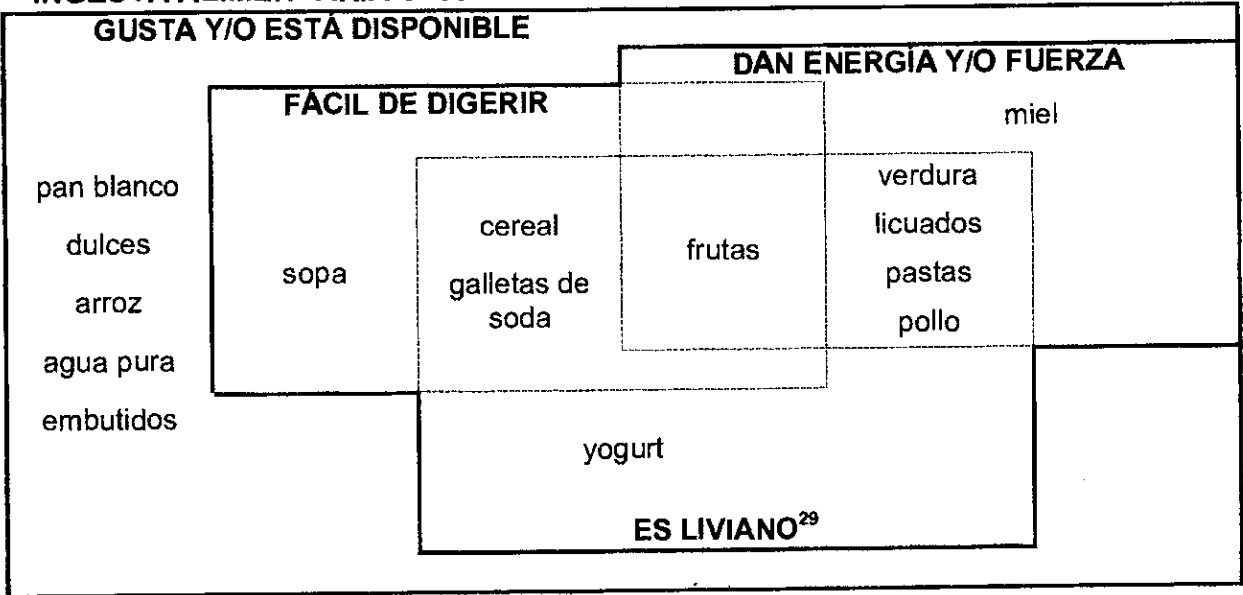 GUSTA Y/O ESTÁ DISPONIBLE
DAN ENERGÍA Y/O FUERZA
FÁCIL DE DIGERIR
miel
pan blanco
dulces
arroz
agua pura
embutidos
sopa
cereal
galletas de
soda
frutas
verdura
licuados
pastas
pollo
yogurt
ES LIVIANO²⁹